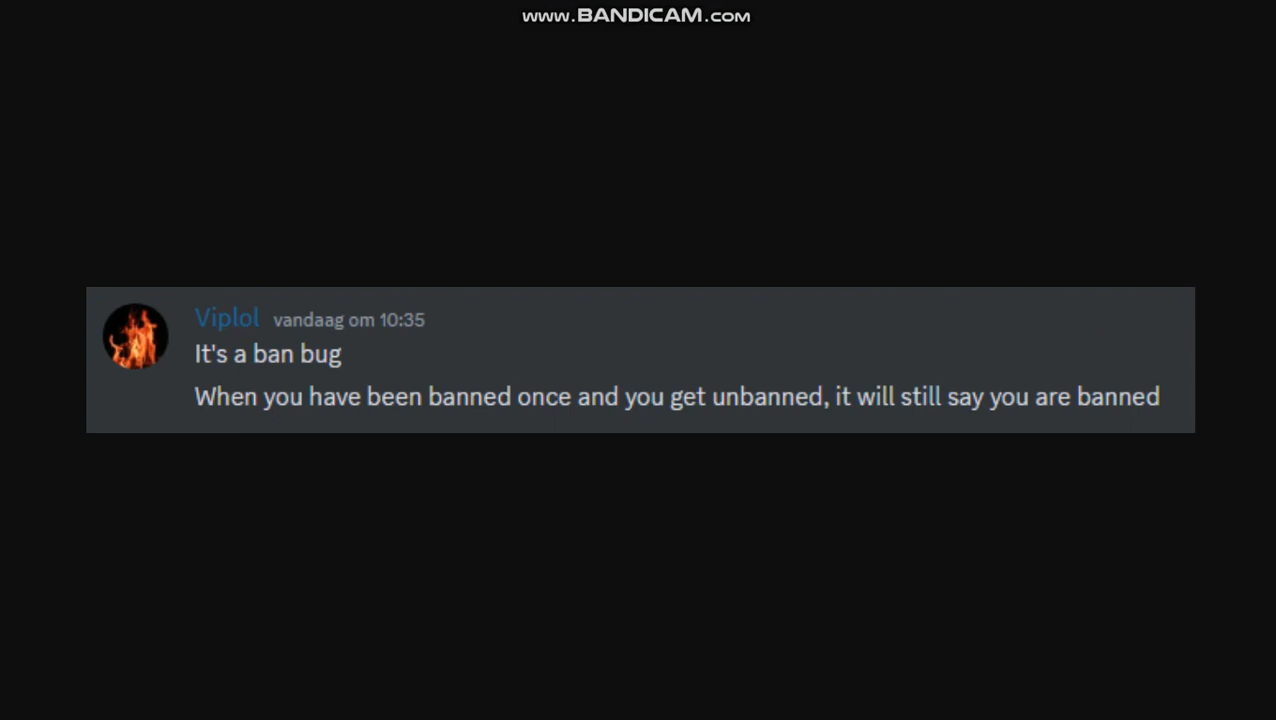 www.BANDICAM.com
Viplol vandaag om 10:35
It's a ban bug
When you have been banned once and you get unbanned, it will still say you are banned